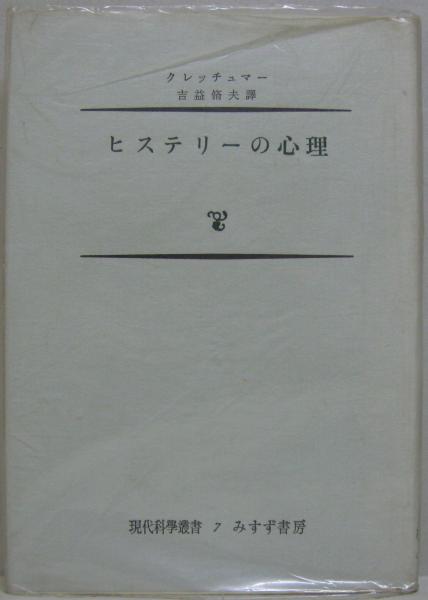 クレッチュマー
吉益脩夫譯
ヒステリーの心理
現代科學叢書 7 みすず書房